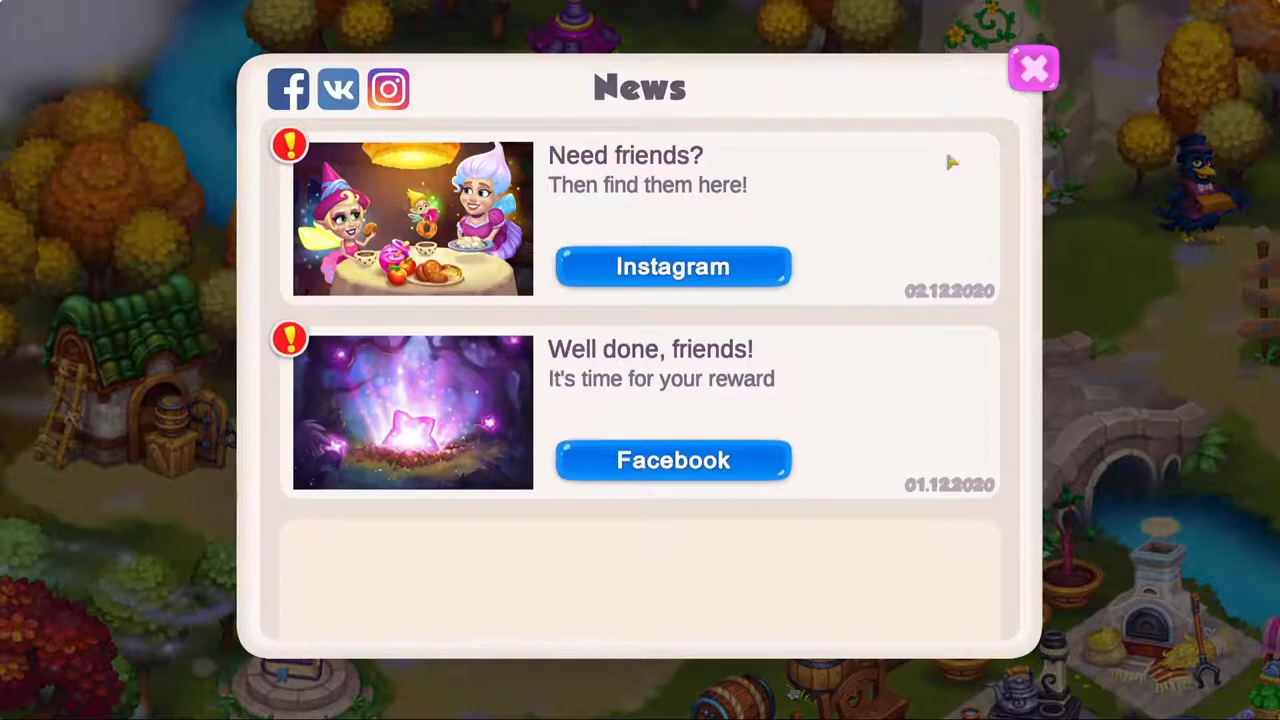 News
Need friends?
Then find them here!
Instagram
02.12.2020
Well done, friends!
It's time for your reward
Facebook
01.12.2020